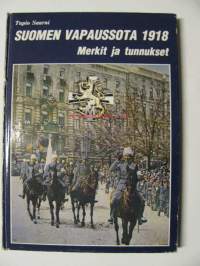 Tapio Saarni
SUOMEN VAPAUSSOTA 1918
Merkit ja tunnukset